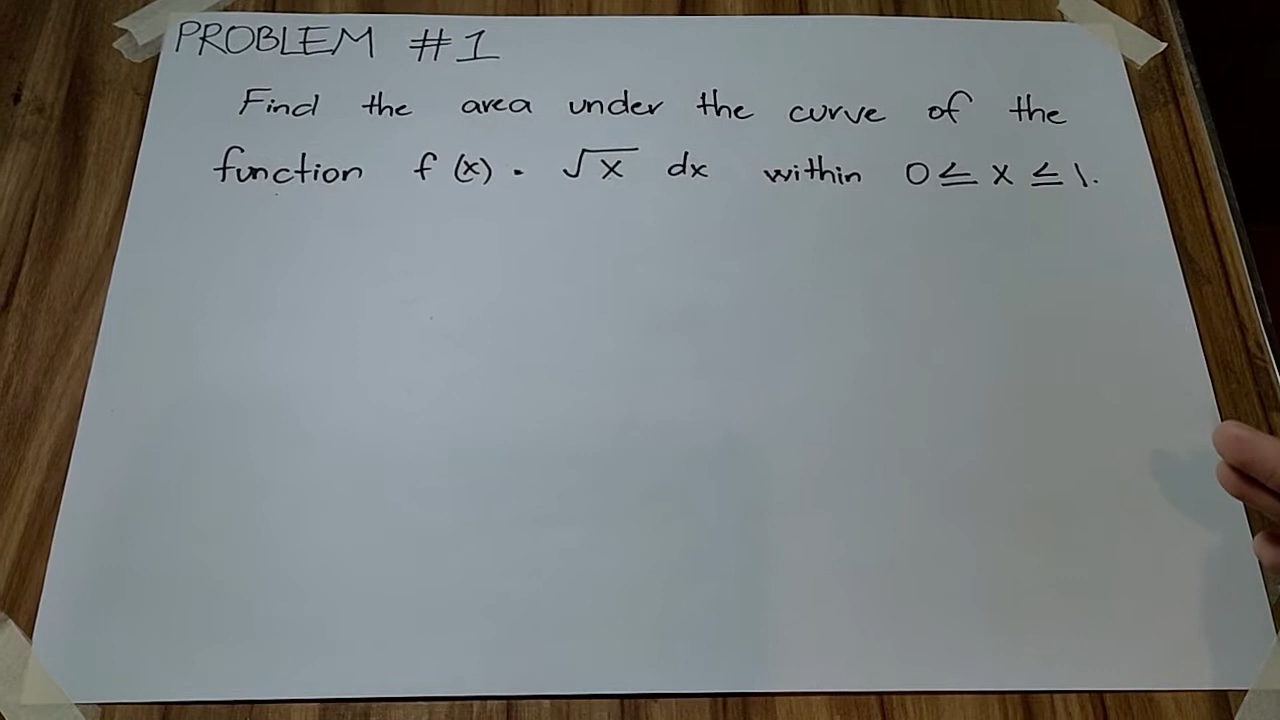 PROBLEM #1
Find the area under the curve of the
function f(x) = √x dx within 0 ≤ x ≤ 1.